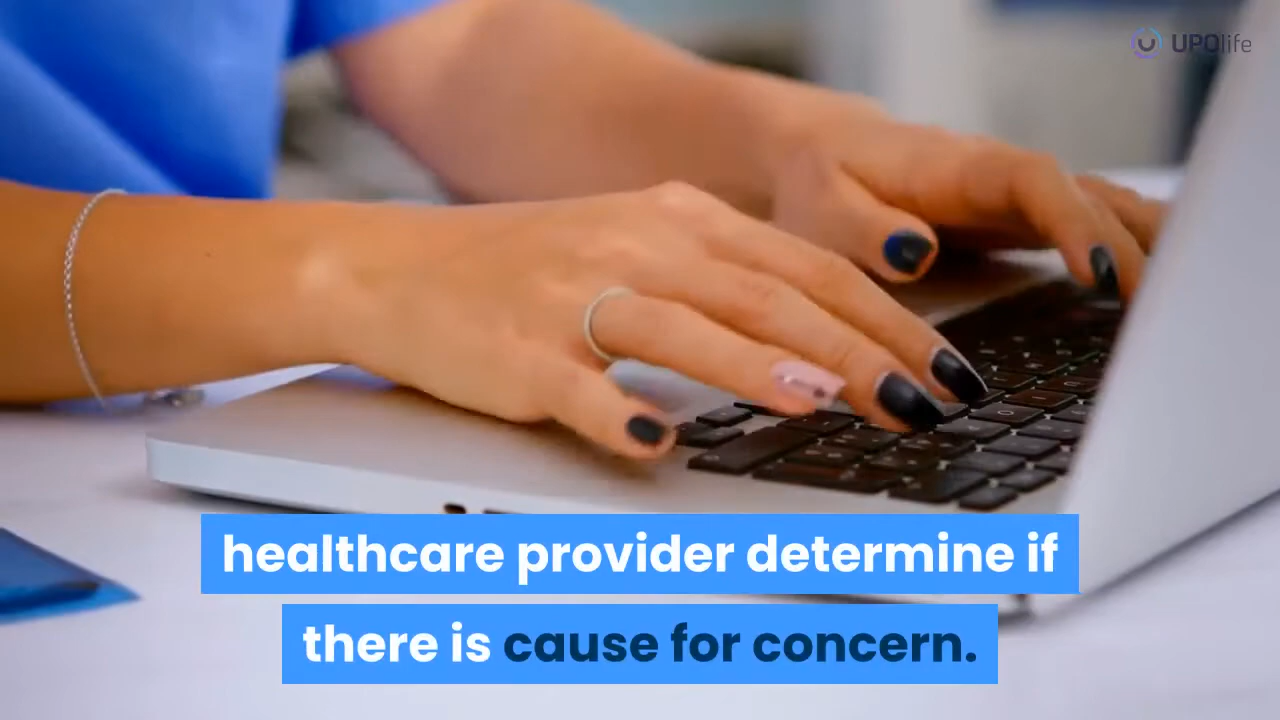 UPOlife
healthcare provider determine if
there is cause for concern.